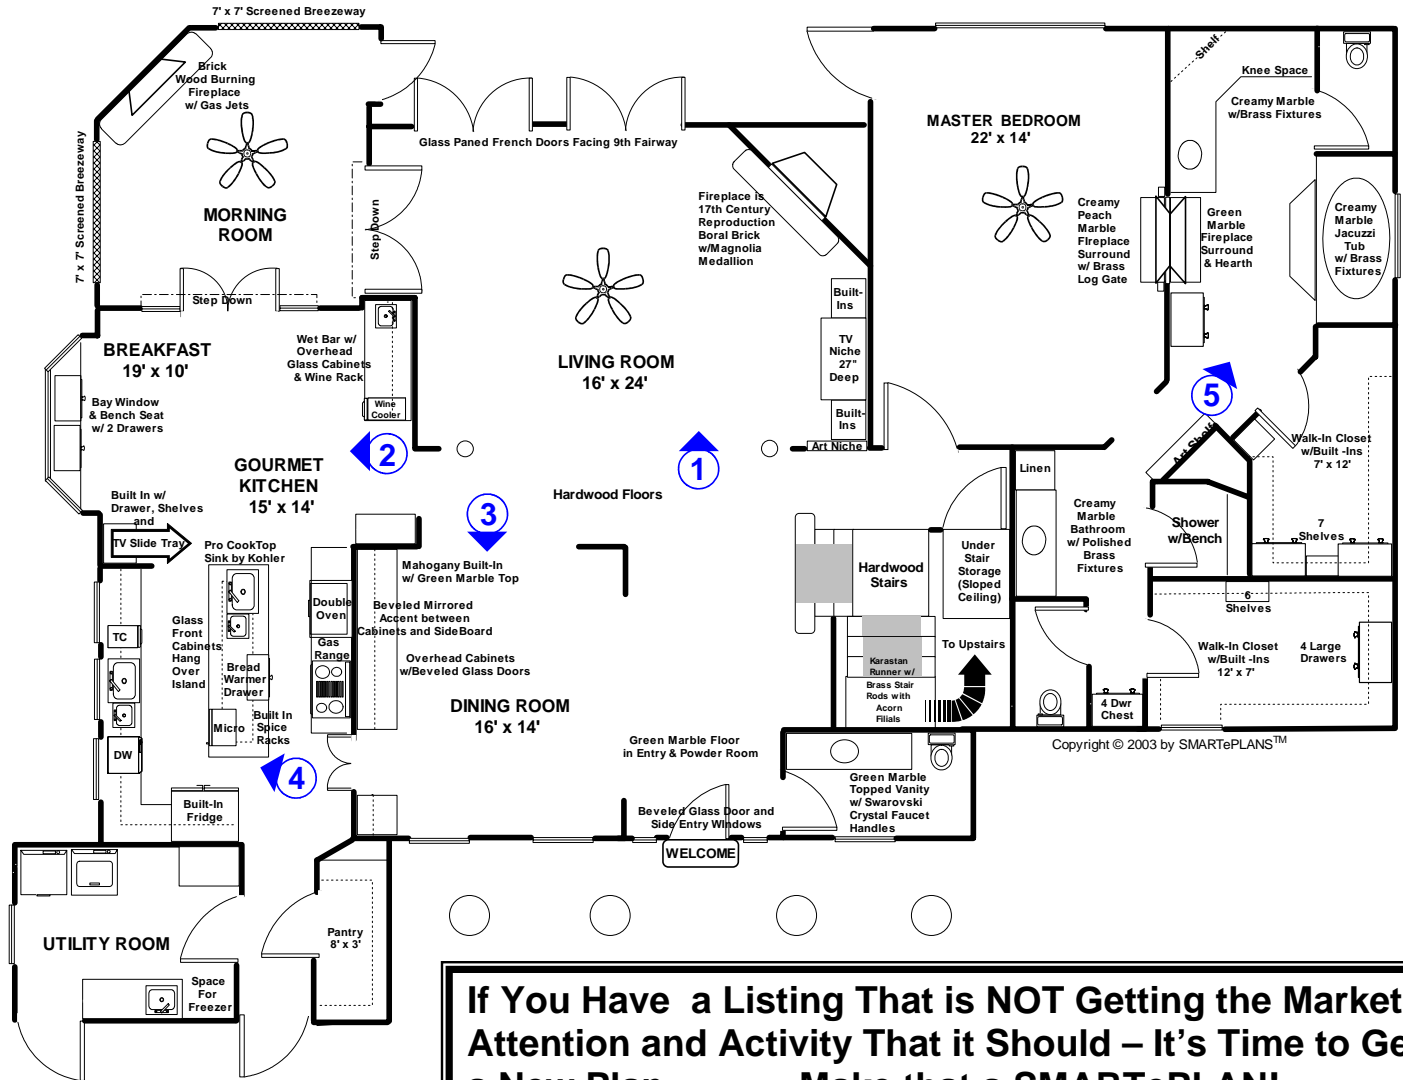 7' x 7' Screened Breezeway
Brick
Wood Burning
Fireplace
w/ Gas Jets
7' x 7' Screened Breezeway
MORNING
ROOM
Step Down
Step Down
Glass Paned French Doors Facing 9th Fairway
Fireplace is
17th Century
Reproduction
Boral Brick
w/Magnolia
Medallion
LIVING ROOM
16' x 24'
Built-
Ins
TV
Niche
27"
Deep
Built-
Ins
Art Niche
MASTER BEDROOM
22' x 14'
Creamy
Peach
Marble
FIreplace
Surround
w/ Brass
Log Gate
Shelf
Knee Space
Creamy Marble
w/Brass Fixtures
Green
Marble
Fireplace
Surround
& Hearth
Creamy
Marble
Jacuzzi
Tub
w/ Brass
Fixtures
BREAKFAST
19' x 10'
Bay Window
& Bench Seat
w/ 2 Drawers
Wet Bar w/
Overhead
Glass Cabinets
& Wine Rack
Wine
Cooler
GOURMET
KITCHEN
15' x 14'
2
1
3
5
Hardwood Floors
Built In w/
Drawer, Shelves
and
TV Slide Tray
Pro CookTop
Sink by Kohler
Glass
Front
Cabinets
Hang
Over
Island
TC
DW
Bread
Warmer
Drawer
Micro
Built In
Spice
Racks
Double
Oven
Gas
Range
4
Built-In
Fridge
Mahogany Built-In
w/ Green Marble Top
Beveled Mirrored
Accent between
Cabinets and SideBoard
Overhead Cabinets
w/Beveled Glass Doors
DINING ROOM
16' x 14'
Green Marble Floor
in Entry & Powder Room
Beveled Glass Door and
Side Entry WIndows
WELCOME
Hardwood
Stairs
Karastan
Runner w/
Brass Stair
Rods with
Acorn
Filials
Under
Stair
Storage
(Sloped
Ceiling)
To Upstairs
Green Marble
Topped Vanity
w/ Swarovski
Crystal Faucet
Handles
Linen
Creamy
Marble
Bathroom
w/ Polished
Brass
Fixtures
Art Shelf
Shower
w/Bench
Walk-In Closet
w/Built -Ins
7' x 12'
7
Shelves
6
Shelves
Walk-In Closet
w/Built -Ins
12' x 7'
4 Large
Drawers
4 Dwr
Chest
Copyright © 2003 by SMARTePLANS™
UTILITY ROOM
Space
For
Freezer
Pantry
8' x 3'
If You Have a Listing That is NOT Getting the Market
Attention and Activity That it Should – It's Time to Ge
a New Plan Make that a SMARTePLAN!